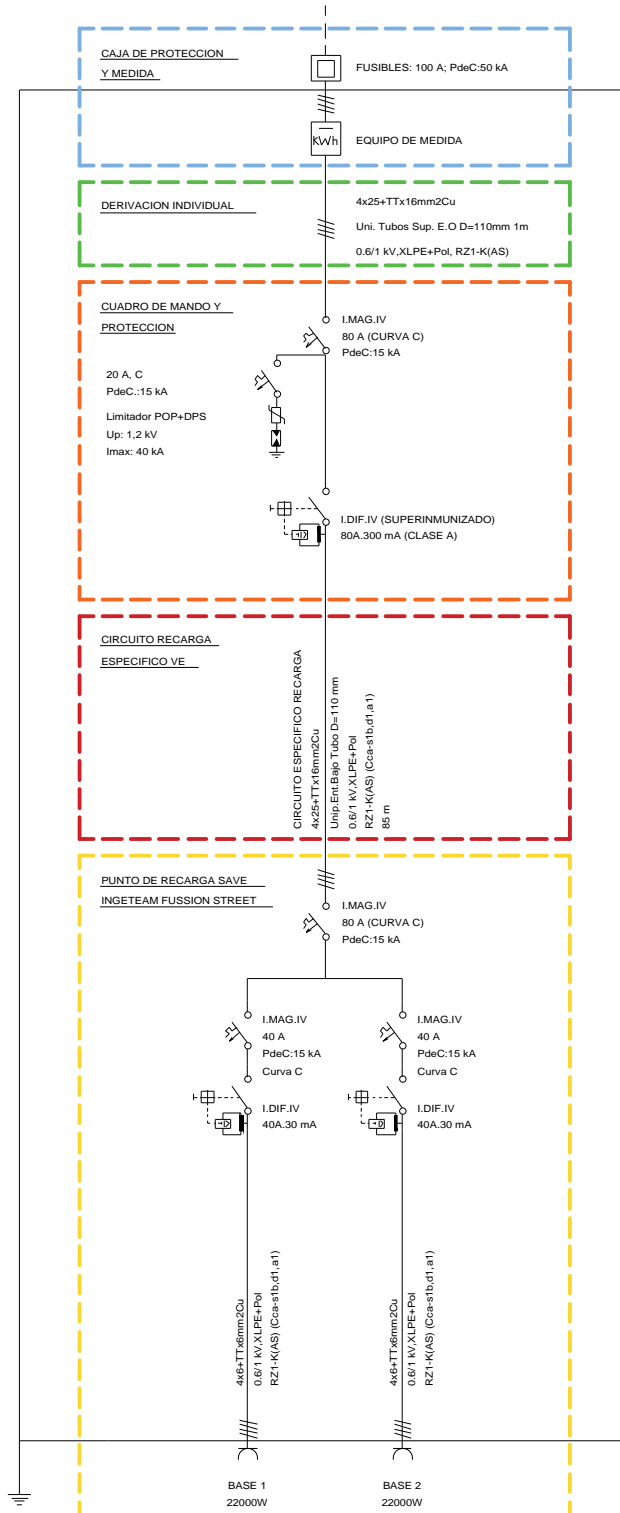 CAJA DE PROTECCION
Y MEDIDA
FUSIBLES: 100 A; PdeC:50 kA
KWh
EQUIPO DE MEDIDA
DERIVACION INDIVIDUAL
4x25+TTx16mm2Cu
Uni. Tubos Sup. E.O D=110mm 1m
0.6/1 kV,XLPE+Pol, RZ1-K(AS)
CUADRO DE MANDO Y
PROTECCION
I.MAG.IV
80 A (CURVA C)
PdeC:15 kA
20 A, C
PdeC.:15 kA
Limitador POP+DPS
Up: 1,2 kV
Imax: 40 kA
I.DIF.IV (SUPERINMUNIZADO)
80A.300 mA (CLASE A)
CIRCUITO RECARGA
ESPECIFICO VE
CIRCUITO ESPECIFICO RECARGA
4x25+TTx16mm2Cu
Unip.Ent.Bajo Tubo D=110 mm
0.6/1 kV,XLPE+Pol
RZ1-K(AS) (Cca-s1b,d1,a1)
85 m
PUNTO DE RECARGA SAVE
INGETEAM FUSSION STREET
I.MAG.IV
80 A (CURVA C)
PdeC:15 kA
I.MAG.IV
40 A
PdeC:15 kA
Curva C
I.DIF.IV
40A.30 mA
I.MAG.IV
40 A
PdeC:15 kA
Curva C
I.DIF.IV
40A.30 mA
4x6+TTx6mm2Cu
0.6/1 kV,XLPE+Pol
RZ1-K(AS) (Cca-s1b,d1,a1)
4x6+TTx6mm2Cu
0.6/1 kV,XLPE+Pol
RZ1-K(AS) (Cca-s1b,d1,a1)
BASE 1
22000W
BASE 2
22000W